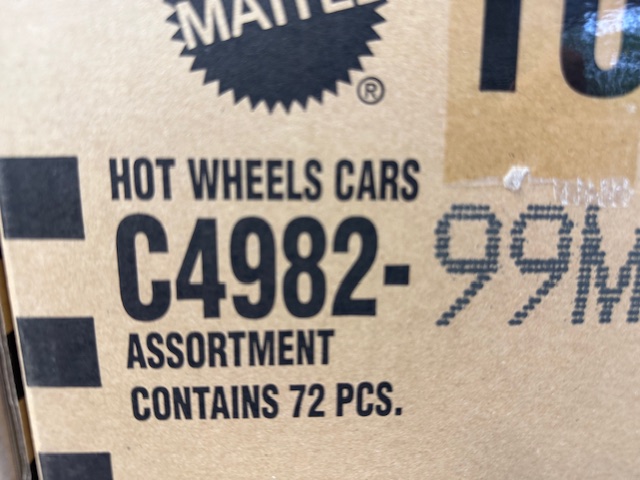 MATTEL
®
HOT WHEELS CARS
C4982-99M
ASSORTMENT
CONTAINS 72 PCS.